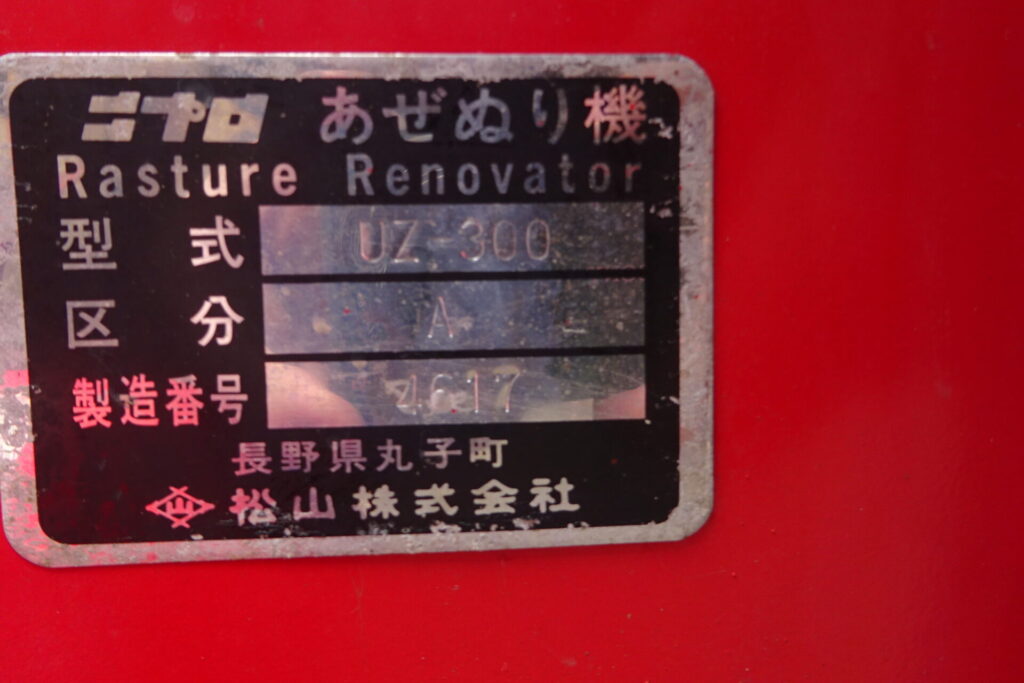 ニプロ あぜぬり機
Rasture Renovator
型式 UZ-300
区分 A
製造番号 4617
長野県丸子町
松山株式会社